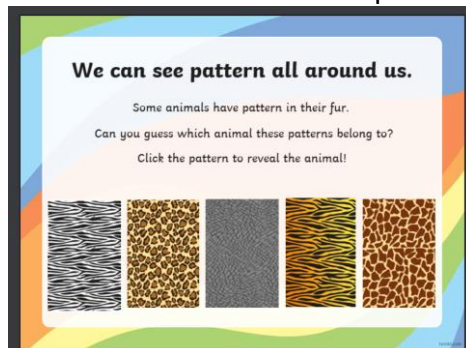 We can see pattern all around us.
Some animals have pattern in their fur.
Can you guess which animal these patterns belong to?
Click the pattern to reveal the animal!